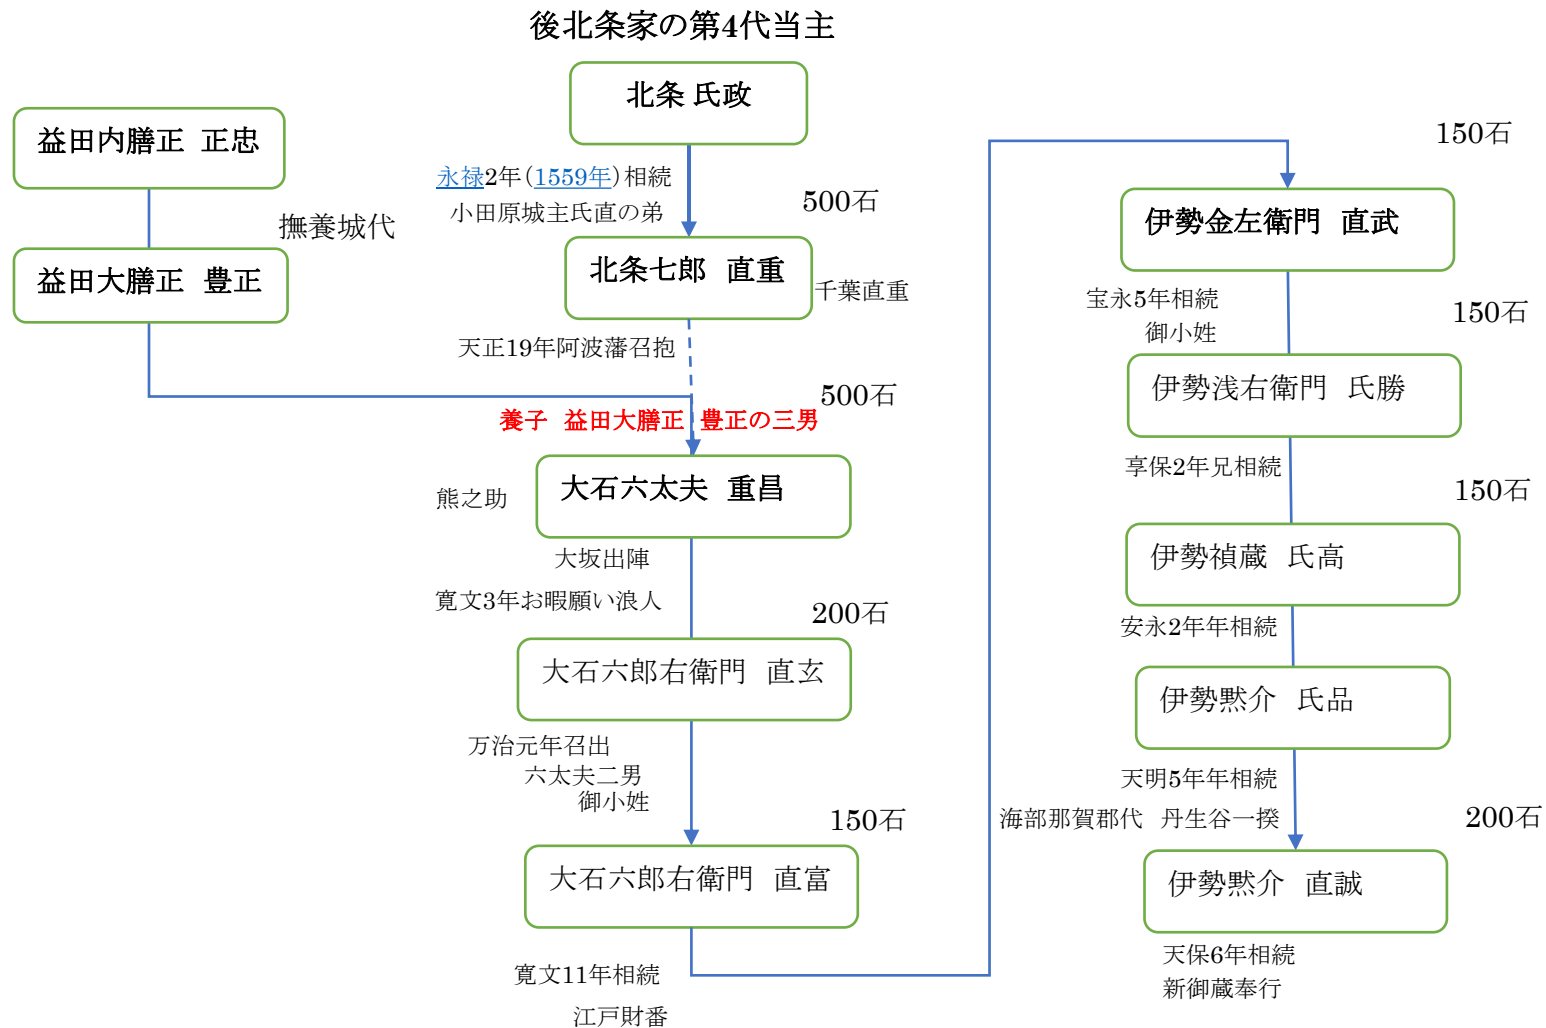 後北条家の第4代当主
北条 氏政
益田内膳正　正忠
永禄2年（1559年）相続
小田原城主氏直の弟
500石
撫養城代
益田大膳正　豊正
北条七郎　直重
千葉直重
天正19年阿波藩召抱
500石
養子　益田大膳正　豊正の三男
大石六太夫　重昌
熊之助
大坂出陣
寛文3年お暇願い浪人
200石
大石六郎右衛門　直玄
万治元年召出
六太夫二男
御小姓
150石
大石六郎右衛門　直富
寛文11年相続
江戸財番
150石
伊勢金左衛門　直武
宝永5年相続
御小姓
150石
伊勢浅右衛門　氏勝
享保2年兄相続
150石
伊勢禎蔵　氏高
安永2年年相続
伊勢黙介　氏品
天明5年年相続
海部那賀郡代　丹生谷一揆
200石
伊勢黙介　直誠
天保6年相続
新御蔵奉行